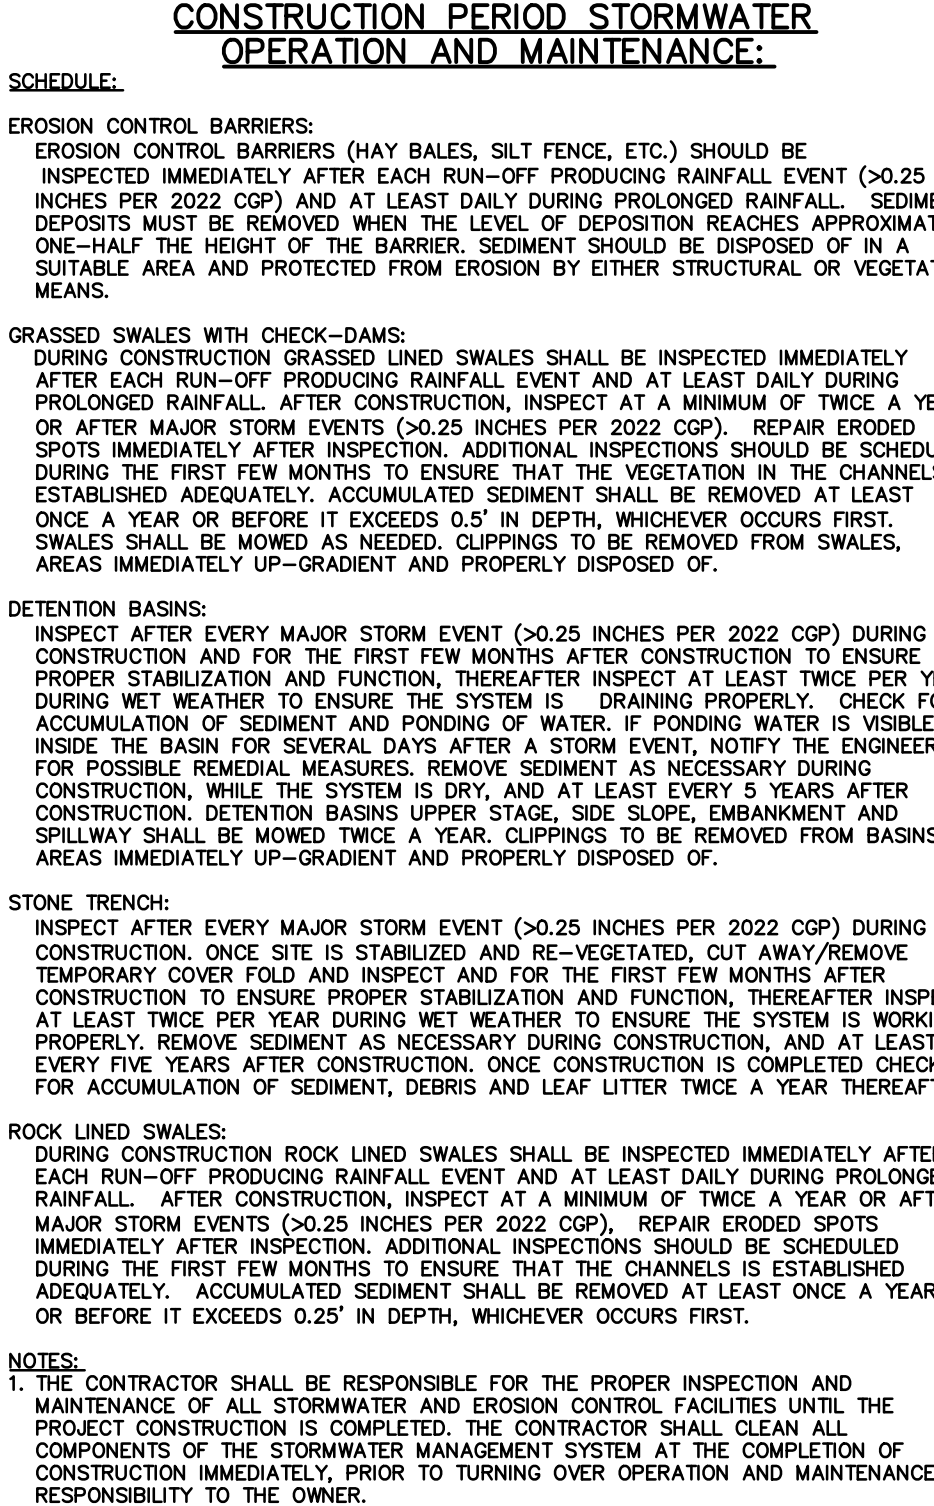 CONSTRUCTION PERIOD STORMWATER
OPERATION AND MAINTENANCE:
SCHEDULE:
EROSION CONTROL BARRIERS:
EROSION CONTROL BARRIERS (HAY BALES, SILT FENCE, ETC.) SHOULD BE
INSPECTED IMMEDIATELY AFTER EACH RUN-OFF PRODUCING RAINFALL EVENT (>0.25
INCHES PER 2022 CGP) AND AT LEAST DAILY DURING PROLONGED RAINFALL. SEDIME
DEPOSITS MUST BE REMOVED WHEN THE LEVEL OF DEPOSITION REACHES APPROXIMAT
ONE-HALF THE HEIGHT OF THE BARRIER. SEDIMENT SHOULD BE DISPOSED OF IN A
SUITABLE AREA AND PROTECTED FROM EROSION BY EITHER STRUCTURAL OR VEGETAT
MEANS.
GRASSED SWALES WITH CHECK-DAMS:
DURING CONSTRUCTION GRASSED LINED SWALES SHALL BE INSPECTED IMMEDIATELY
AFTER EACH RUN-OFF PRODUCING RAINFALL EVENT AND AT LEAST DAILY DURING
PROLONGED RAINFALL. AFTER CONSTRUCTION, INSPECT AT A MINIMUM OF TWICE A YE
OR AFTER MAJOR STORM EVENTS (>0.25 INCHES PER 2022 CGP). REPAIR ERODED
SPOTS IMMEDIATELY AFTER INSPECTION. ADDITIONAL INSPECTIONS SHOULD BE SCHEDU
DURING THE FIRST FEW MONTHS TO ENSURE THAT THE VEGETATION IN THE CHANNELS
ESTABLISHED ADEQUATELY. ACCUMULATED SEDIMENT SHALL BE REMOVED AT LEAST
ONCE A YEAR OR BEFORE IT EXCEEDS 0.5' IN DEPTH, WHICHEVER OCCURS FIRST.
SWALES SHALL BE MOWED AS NEEDED. CLIPPINGS TO BE REMOVED FROM SWALES,
AREAS IMMEDIATELY UP-GRADIENT AND PROPERLY DISPOSED OF.
DETENTION BASINS:
INSPECT AFTER EVERY MAJOR STORM EVENT (>0.25 INCHES PER 2022 CGP) DURING
CONSTRUCTION AND FOR THE FIRST FEW MONTHS AFTER CONSTRUCTION TO ENSURE
PROPER STABILIZATION AND FUNCTION, THEREAFTER INSPECT AT LEAST TWICE PER YE
DURING WET WEATHER TO ENSURE THE SYSTEM IS DRAINING PROPERLY. CHECK FO
ACCUMULATION OF SEDIMENT AND PONDING OF WATER. IF PONDING WATER IS VISIBLE
INSIDE THE BASIN FOR SEVERAL DAYS AFTER A STORM EVENT, NOTIFY THE ENGINEER
FOR POSSIBLE REMEDIAL MEASURES. REMOVE SEDIMENT AS NECESSARY DURING
CONSTRUCTION, WHILE THE SYSTEM IS DRY, AND AT LEAST EVERY 5 YEARS AFTER
CONSTRUCTION. DETENTION BASINS UPPER STAGE, SIDE SLOPE, EMBANKMENT AND
SPILLWAY SHALL BE MOWED TWICE A YEAR. CLIPPINGS TO BE REMOVED FROM BASINS
AREAS IMMEDIATELY UP-GRADIENT AND PROPERLY DISPOSED OF.
STONE TRENCH:
INSPECT AFTER EVERY MAJOR STORM EVENT (>0.25 INCHES PER 2022 CGP) DURING
CONSTRUCTION. ONCE SITE IS STABILIZED AND RE-VEGETATED, CUT AWAY/REMOVE
TEMPORARY COVER FOLD AND INSPECT AND FOR THE FIRST FEW MONTHS AFTER
CONSTRUCTION TO ENSURE PROPER STABILIZATION AND FUNCTION, THEREAFTER INSPE
AT LEAST TWICE PER YEAR DURING WET WEATHER TO ENSURE THE SYSTEM IS WORKI
PROPERLY. REMOVE SEDIMENT AS NECESSARY DURING CONSTRUCTION, AND AT LEAST
EVERY FIVE YEARS AFTER CONSTRUCTION. ONCE CONSTRUCTION IS COMPLETED CHECK
FOR ACCUMULATION OF SEDIMENT, DEBRIS AND LEAF LITTER TWICE A YEAR THEREAFT
ROCK LINED SWALES:
DURING CONSTRUCTION ROCK LINED SWALES SHALL BE INSPECTED IMMEDIATELY AFTE
EACH RUN-OFF PRODUCING RAINFALL EVENT AND AT LEAST DAILY DURING PROLONGE
RAINFALL. AFTER CONSTRUCTION, INSPECT AT A MINIMUM OF TWICE A YEAR OR AFT
MAJOR STORM EVENTS (>0.25 INCHES PER 2022 CGP), REPAIR ERODED SPOTS
IMMEDIATELY AFTER INSPECTION. ADDITIONAL INSPECTIONS SHOULD BE SCHEDULED
DURING THE FIRST FEW MONTHS TO ENSURE THAT THE CHANNELS IS ESTABLISHED
ADEQUATELY. ACCUMULATED SEDIMENT SHALL BE REMOVED AT LEAST ONCE A YEAR
OR BEFORE IT EXCEEDS 0.25' IN DEPTH, WHICHEVER OCCURS FIRST.
NOTES:
1. THE CONTRACTOR SHALL BE RESPONSIBLE FOR THE PROPER INSPECTION AND
MAINTENANCE OF ALL STORMWATER AND EROSION CONTROL FACILITIES UNTIL THE
PROJECT CONSTRUCTION IS COMPLETED. THE CONTRACTOR SHALL CLEAN ALL
COMPONENTS OF THE STORMWATER MANAGEMENT SYSTEM AT THE COMPLETION OF
CONSTRUCTION IMMEDIATELY, PRIOR TO TURNING OVER OPERATION AND MAINTENANCE
RESPONSIBILITY TO THE OWNER.